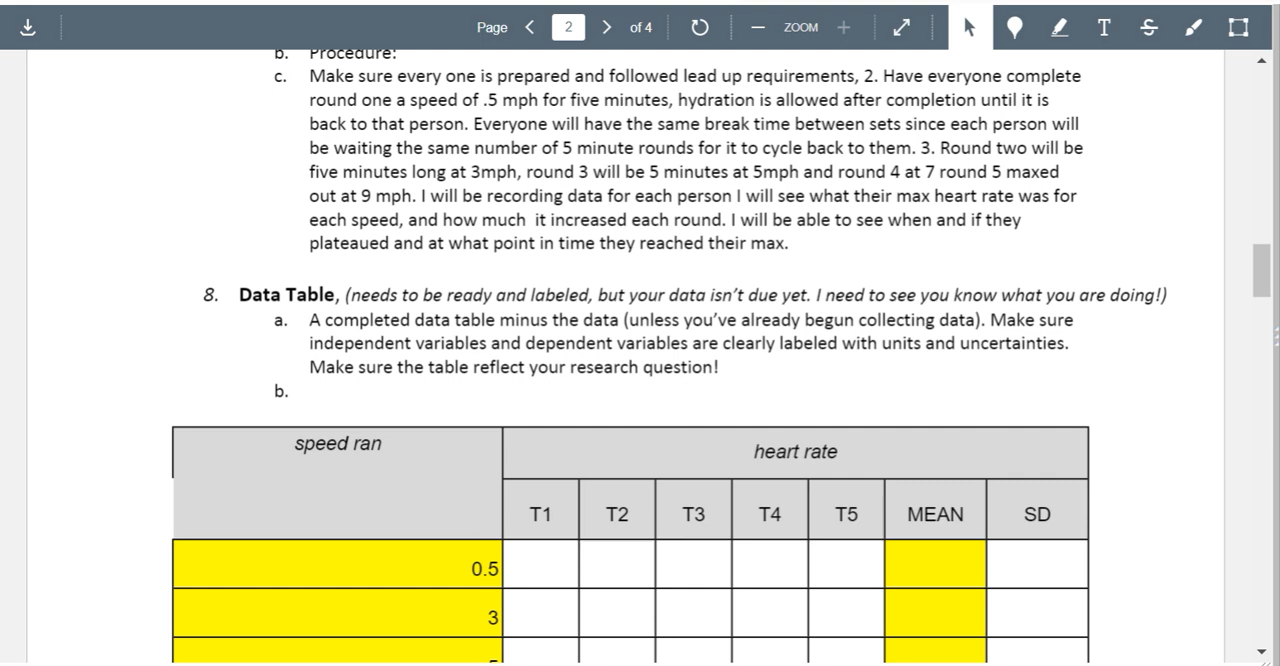 Page 2 of 4 ZOOM T S
b. Procedure:
c. Make sure every one is prepared and followed lead up requirements, 2. Have everyone complete
round one a speed of .5 mph for five minutes, hydration is allowed after completion until it is
back to that person. Everyone will have the same break time between sets since each person will
be waiting the same number of 5 minute rounds for it to cycle back to them. 3. Round two will be
five minutes long at 3mph, round 3 will be 5 minutes at 5mph and round 4 at 7 round 5 maxed
out at 9 mph. I will be recording data for each person I will see what their max heart rate was for
each speed, and how much  it increased each round. I will be able to see when and if they
plateaued and at what point in time they reached their max.
8. Data Table, (needs to be ready and labeled, but your data isn't due yet. I need to see you know what you are doing!)
a. A completed data table minus the data (unless you've already begun collecting data). Make sure
independent variables and dependent variables are clearly labeled with units and uncertainties.
Make sure the table reflect your research question!
b.
speed ran
heart rate
T1 T2 T3 T4 T5 MEAN SD
0.5
3